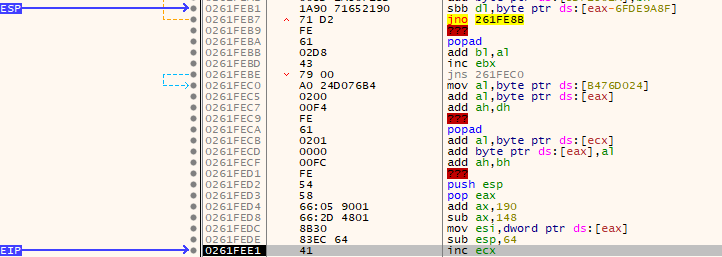 ESP 0261FEB1 1A90 71652190 sbb dl,byte ptr ds:[eax-6FDE9A8F]
0261FEB7 71 D2 jno 261FE8B
0261FEB9 FE ???
0261FEBA 61 popad
0261FEBB 02D8 add bl,al
0261FEBD 43 inc ebx
0261FEBE 79 00 jns 261FEC0
0261FEC0 A0 24D076B4 mov al,byte ptr ds:[B476D024]
0261FEC5 0200 add al,byte ptr ds:[eax]
0261FEC7 00F4 add ah,dh
0261FEC9 FE ???
0261FECA 61 popad
0261FECB 0201 add al,byte ptr ds:[ecx]
0261FECD 0000 add byte ptr ds:[eax],al
0261FECF 00FC add ah,bh
0261FED1 FE ???
0261FED2 54 push esp
0261FED3 58 pop eax
0261FED4 66:05 9001 add ax,190
0261FED8 66:2D 4801 sub ax,148
0261FEDC 8B30 mov esi,dword ptr ds:[eax]
0261FEDE 83EC 64 sub esp,64
EIP 0261FEE1 41 inc ecx